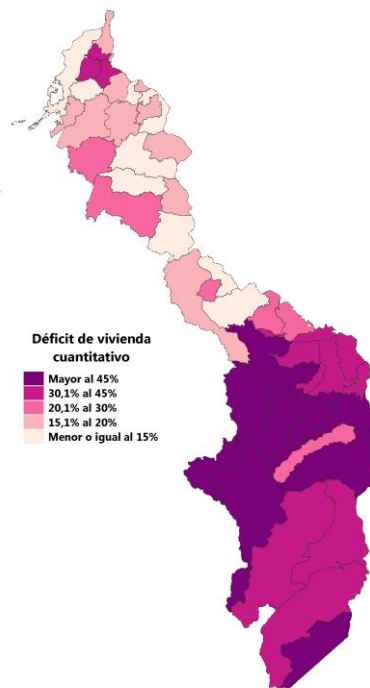 Déficit de vivienda
cuantitativo
Mayor al 45%
30,1% al 45%
20,1% al 30%
15,1% al 20%
Menor o igual al 15%